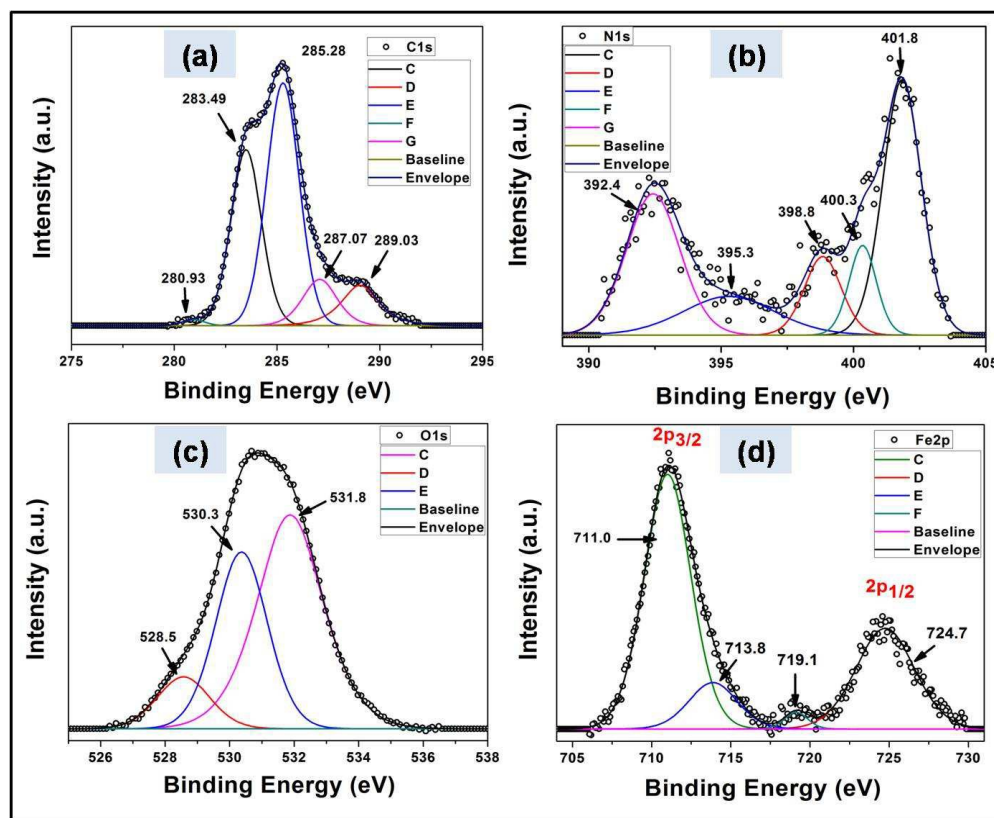 (a)
C1s
C
D
E
F
G
Baseline
Envelope
283.49
285.28
280.93
287.07
289.03
Intensity (a.u.)
275 280 285 290 295
Binding Energy (eV)
(b)
N1s
C
D
E
F
G
Baseline
Envelope
401.8
392.4
395.3
398.8
400.3
Intensity (a.u.)
390 395 400 405
Binding Energy (eV)
(c)
O1s
C
D
E
Baseline
Envelope
530.3
531.8
528.5
Intensity (a.u.)
526 528 530 532 534 536 538
Binding Energy (eV)
(d)
2p3/2
Fe2p
C
D
E
F
Baseline
Envelope
711.0
2p1/2
713.8
719.1
724.7
Intensity (a.u.)
705 710 715 720 725 730
Binding Energy (eV)